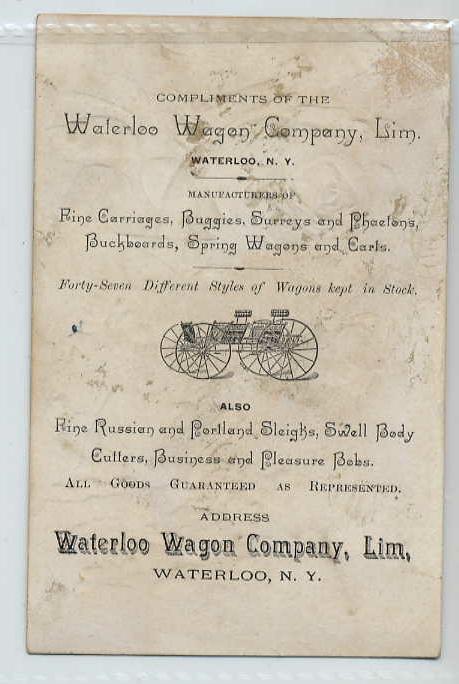 COMPLIMENTS OF THE
Waterloo Wagon Company, Lim.
WATERLOO, N. Y.
MANUFACTURERS OF
Fine Carriages, Buggies, Surreys and Phaetons,
Buckboards, Spring Wagons and Carts.
Forty-Seven Different Styles of Wagons kept in Stock.
ALSO
Fine Russian and Portland Sleighs, Swell Body
Cutters, Business and Pleasure Bobs.
ALL GOODS GUARANTEED AS REPRESENTED.
ADDRESS
Waterloo Wagon Company, Lim,
WATERLOO, N. Y.